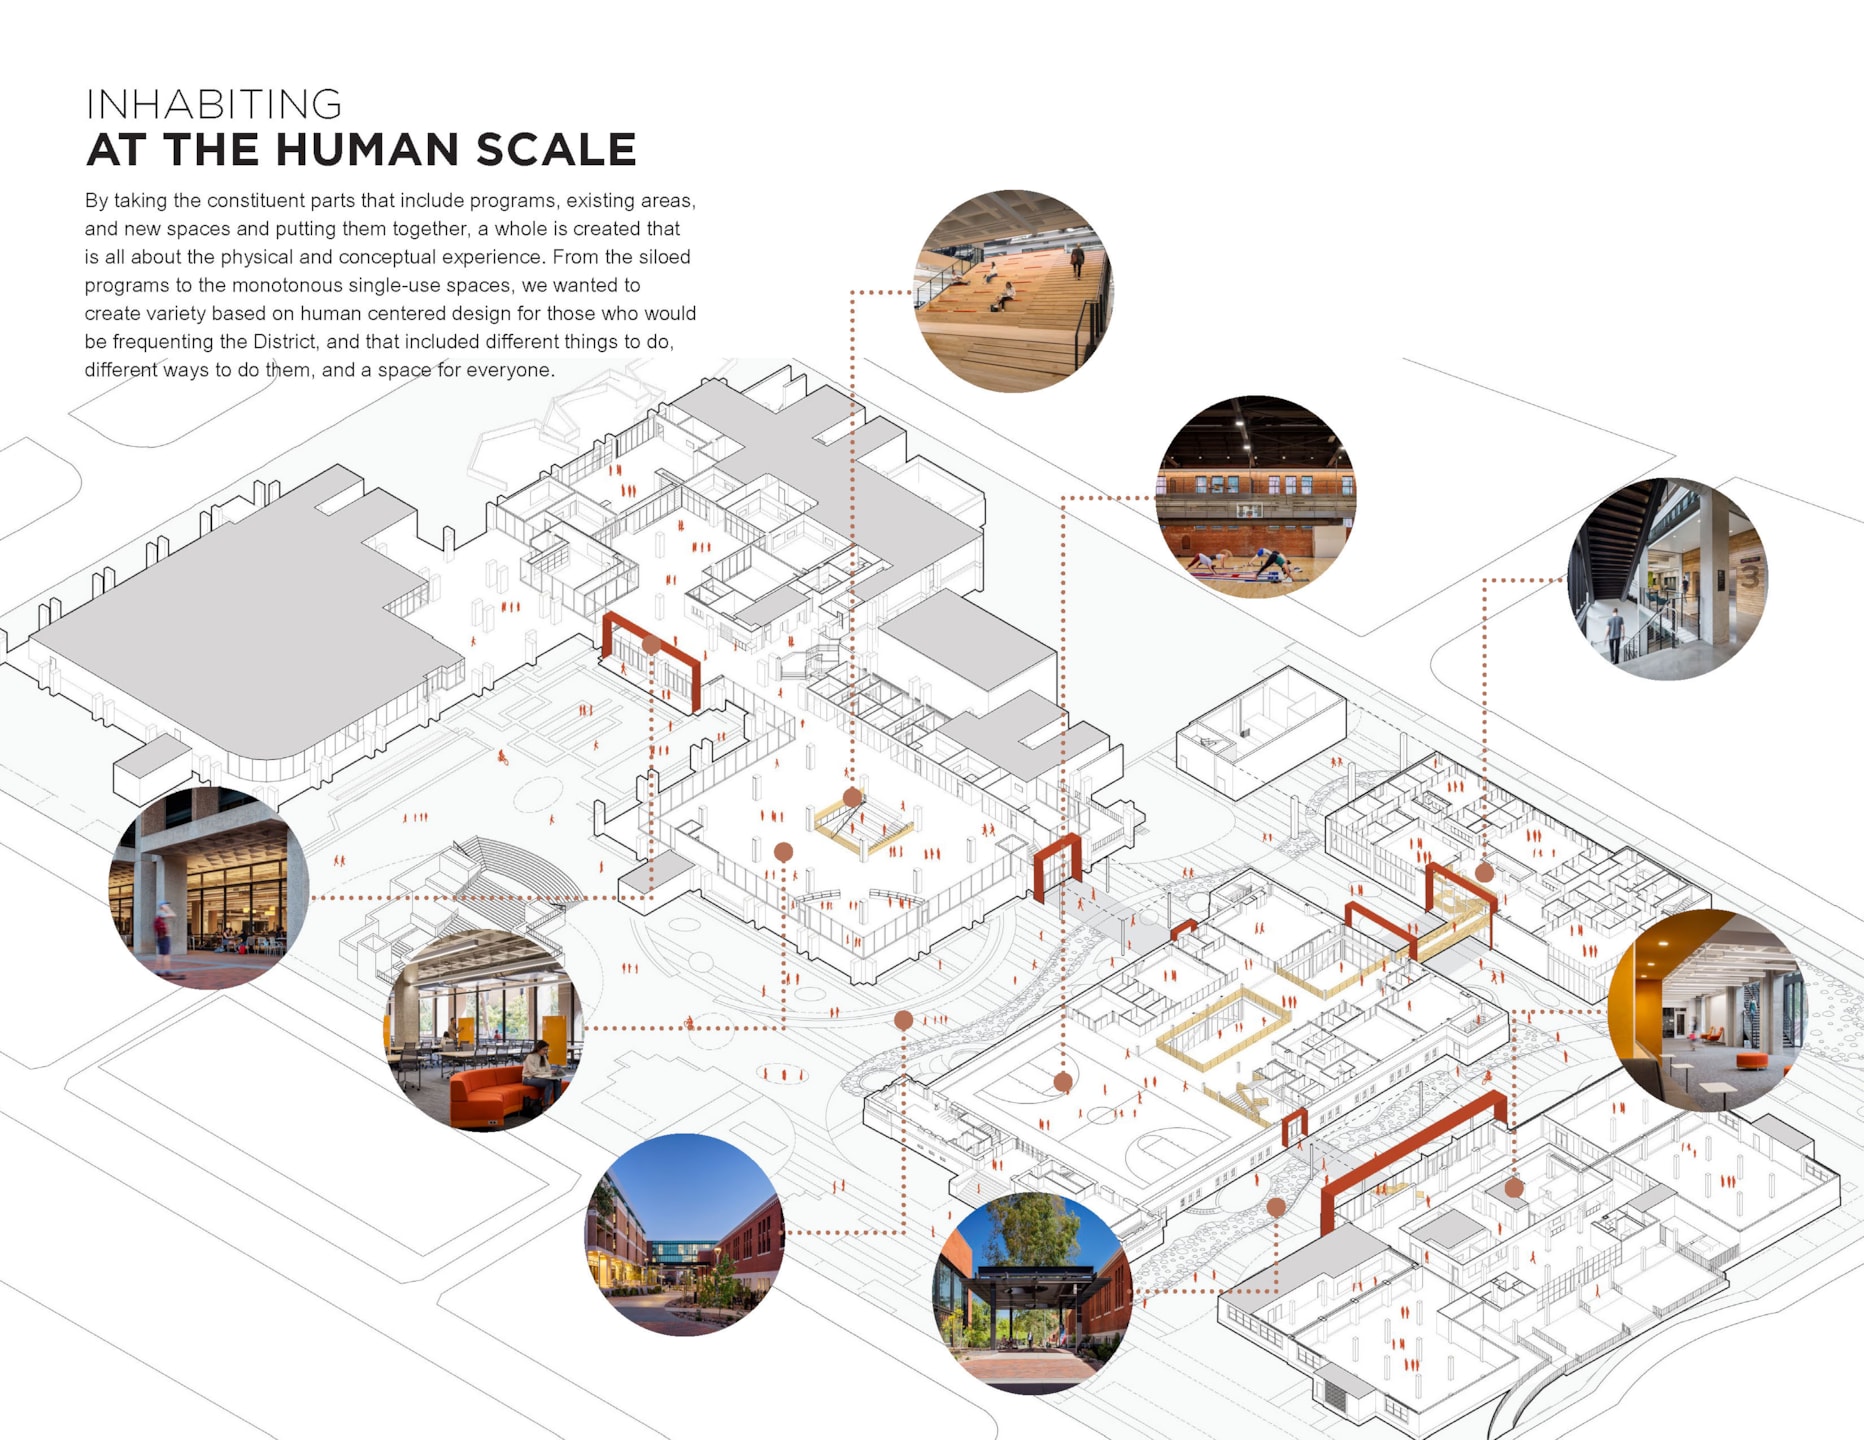 INHABITING
AT THE HUMAN SCALE
By taking the constituent parts that include programs, existing areas,
and new spaces and putting them together, a whole is created that
is all about the physical and conceptual experience. From the siloed
programs to the monotonous single-use spaces, we wanted to
create variety based on human centered design for those who would
be frequenting the District, and that included different things to do,
different ways to do them, and a space for everyone.
3